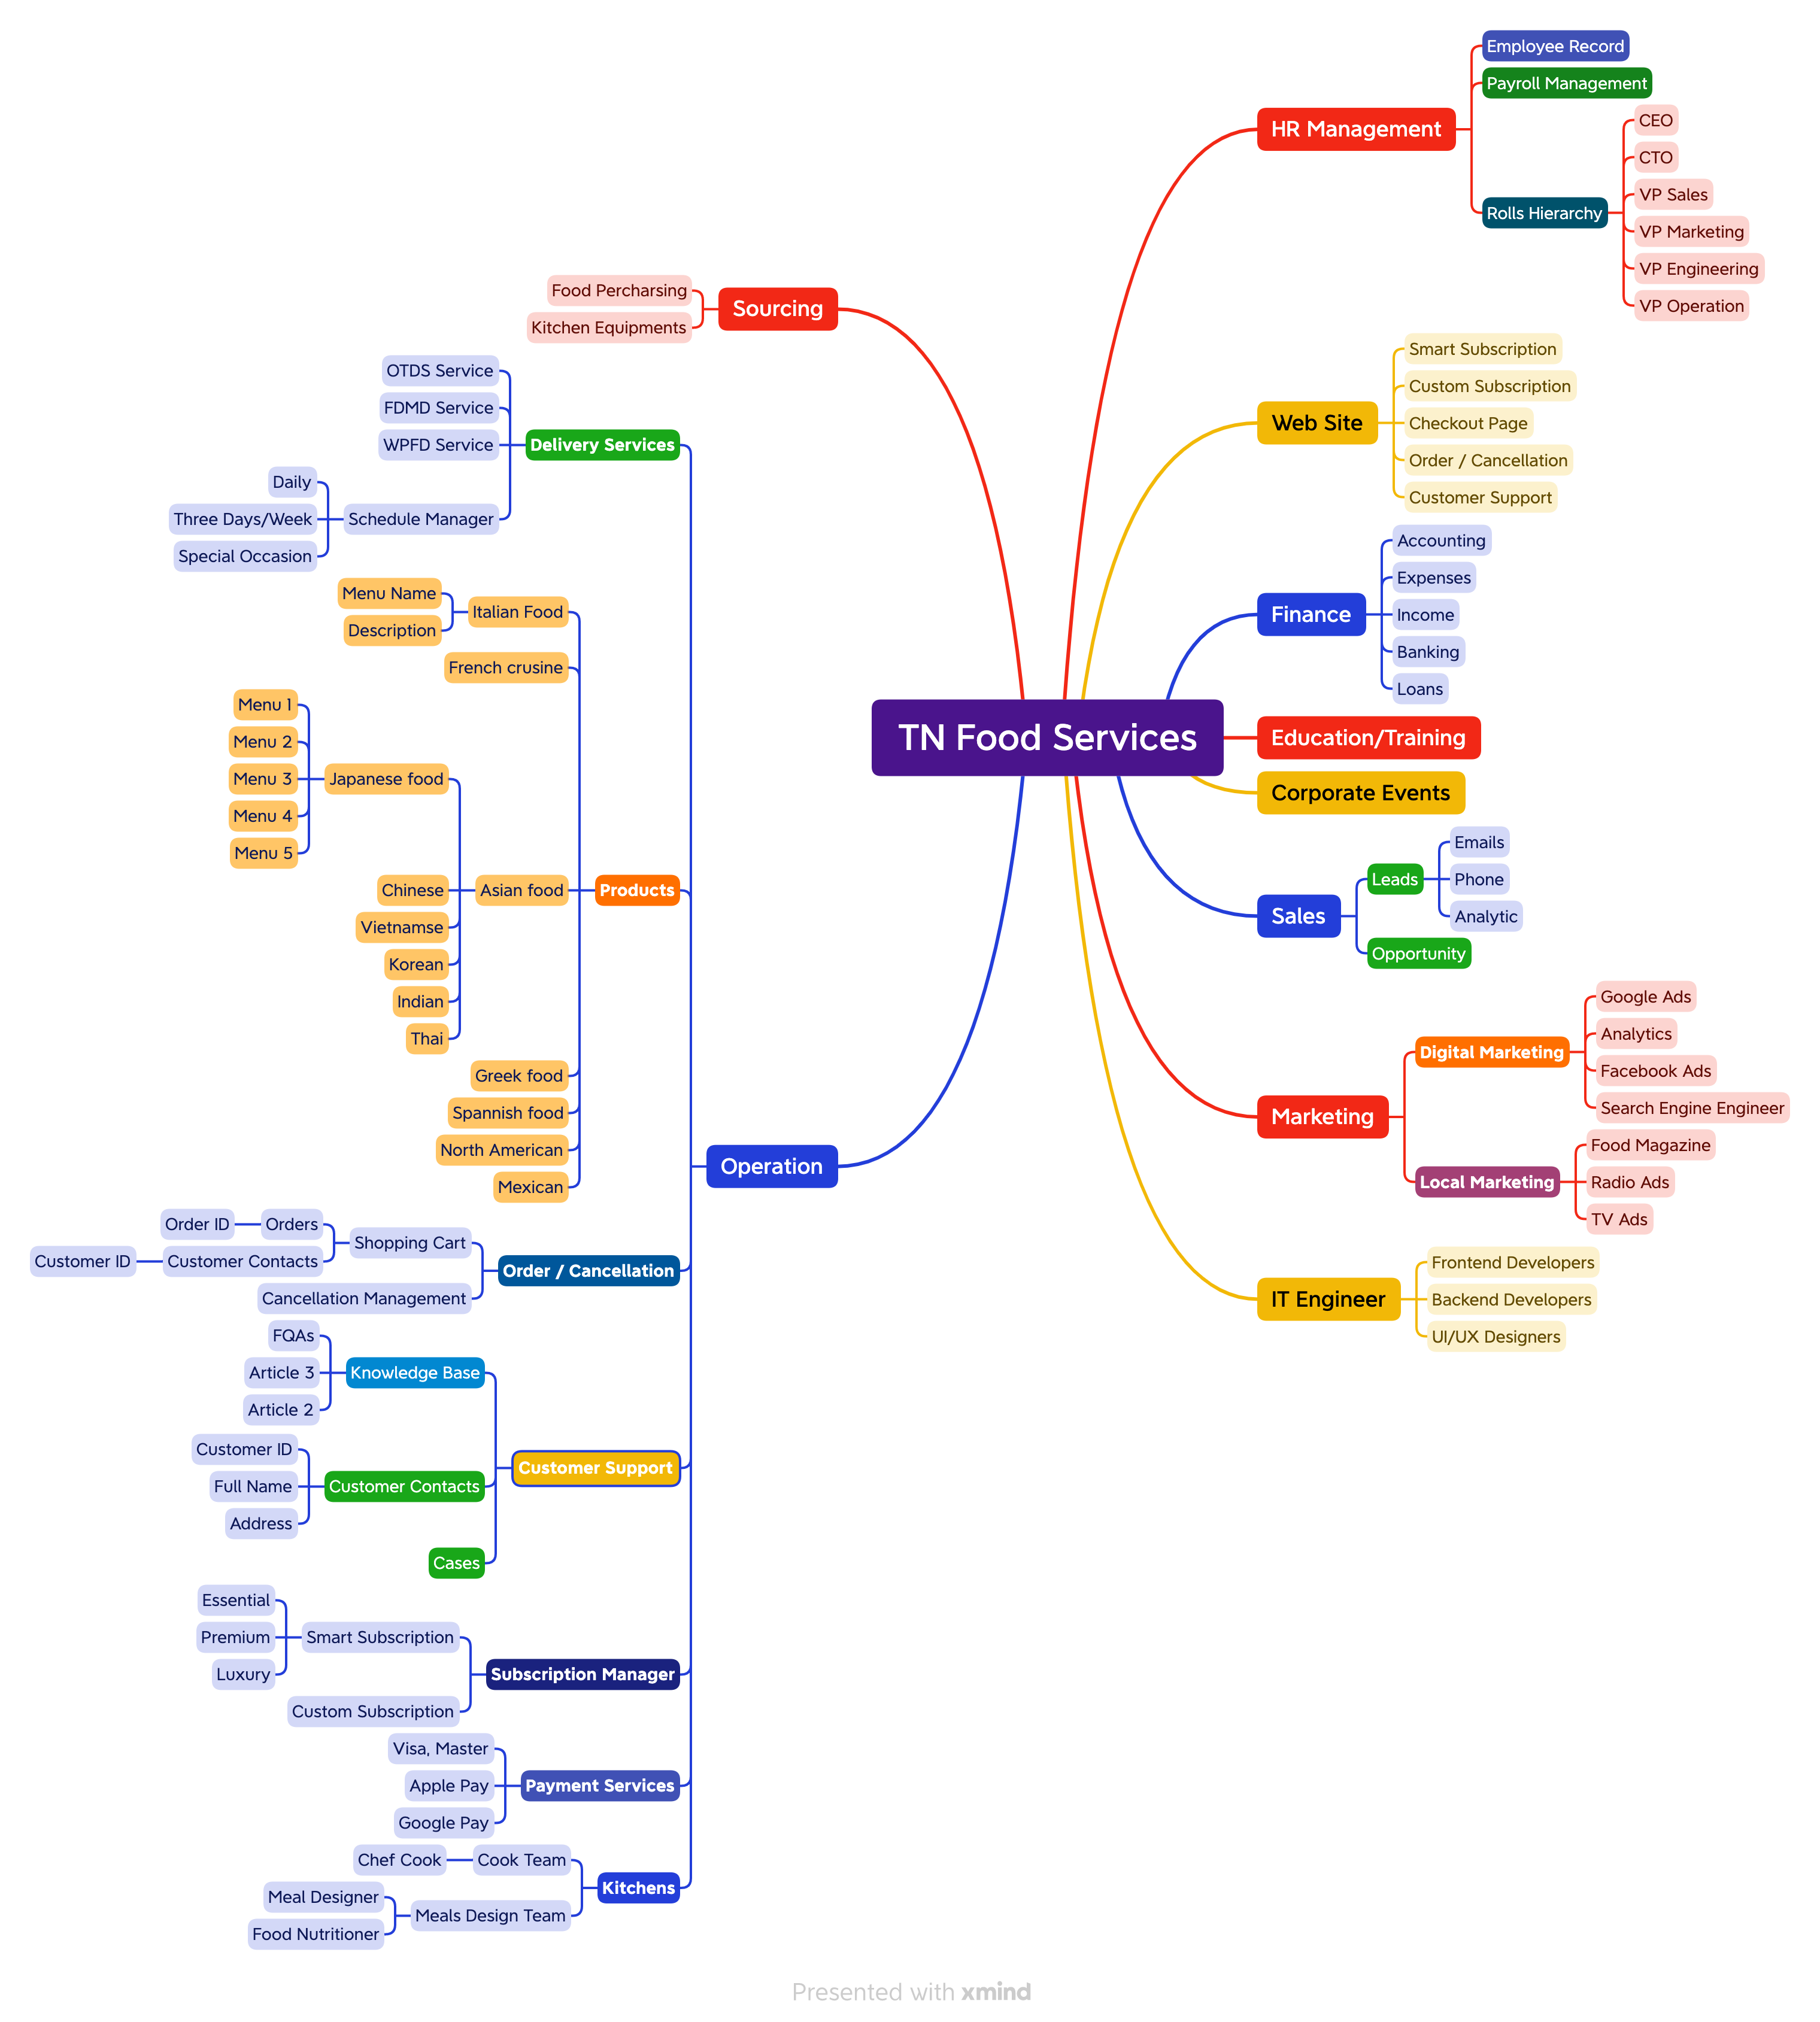 TN Food Services
HR Management
Employee Record
Payroll Management
Rolls Hierarchy
CEO
CTO
VP Sales
VP Marketing
VP Engineering
VP Operation
Web Site
Smart Subscription
Custom Subscription
Checkout Page
Order / Cancellation
Customer Support
Finance
Accounting
Expenses
Income
Banking
Loans
Education/Training
Corporate Events
Sales
Leads
Emails
Phone
Analytic
Opportunity
Marketing
Digital Marketing
Google Ads
Analytics
Facebook Ads
Search Engine Engineer
Local Marketing
Food Magazine
Radio Ads
TV Ads
IT Engineer
Frontend Developers
Backend Developers
UI/UX Designers
Sourcing
Food Percharsing
Kitchen Equipments
Operation
Delivery Services
OTDS Service
FDMD Service
WPFD Service
Schedule Manager
Daily
Three Days/Week
Special Occasion
Products
Italian Food
Menu Name
Description
French crusine
Asian food
Japanese food
Menu 1
Menu 2
Menu 3
Menu 4
Menu 5
Chinese
Vietnamse
Korean
Indian
Thai
Greek food
Spannish food
North American
Mexican
Order / Cancellation
Shopping Cart
Orders
Order ID
Customer Contacts
Customer ID
Cancellation Management
Customer Support
Knowledge Base
FQAs
Article 3
Article 2
Customer Contacts
Customer ID
Full Name
Address
Cases
Subscription Manager
Smart Subscription
Essential
Premium
Luxury
Custom Subscription
Payment Services
Visa, Master
Apple Pay
Google Pay
Kitchens
Cook Team
Chef Cook
Meals Design Team
Meal Designer
Food Nutritioner
Presented with xmind